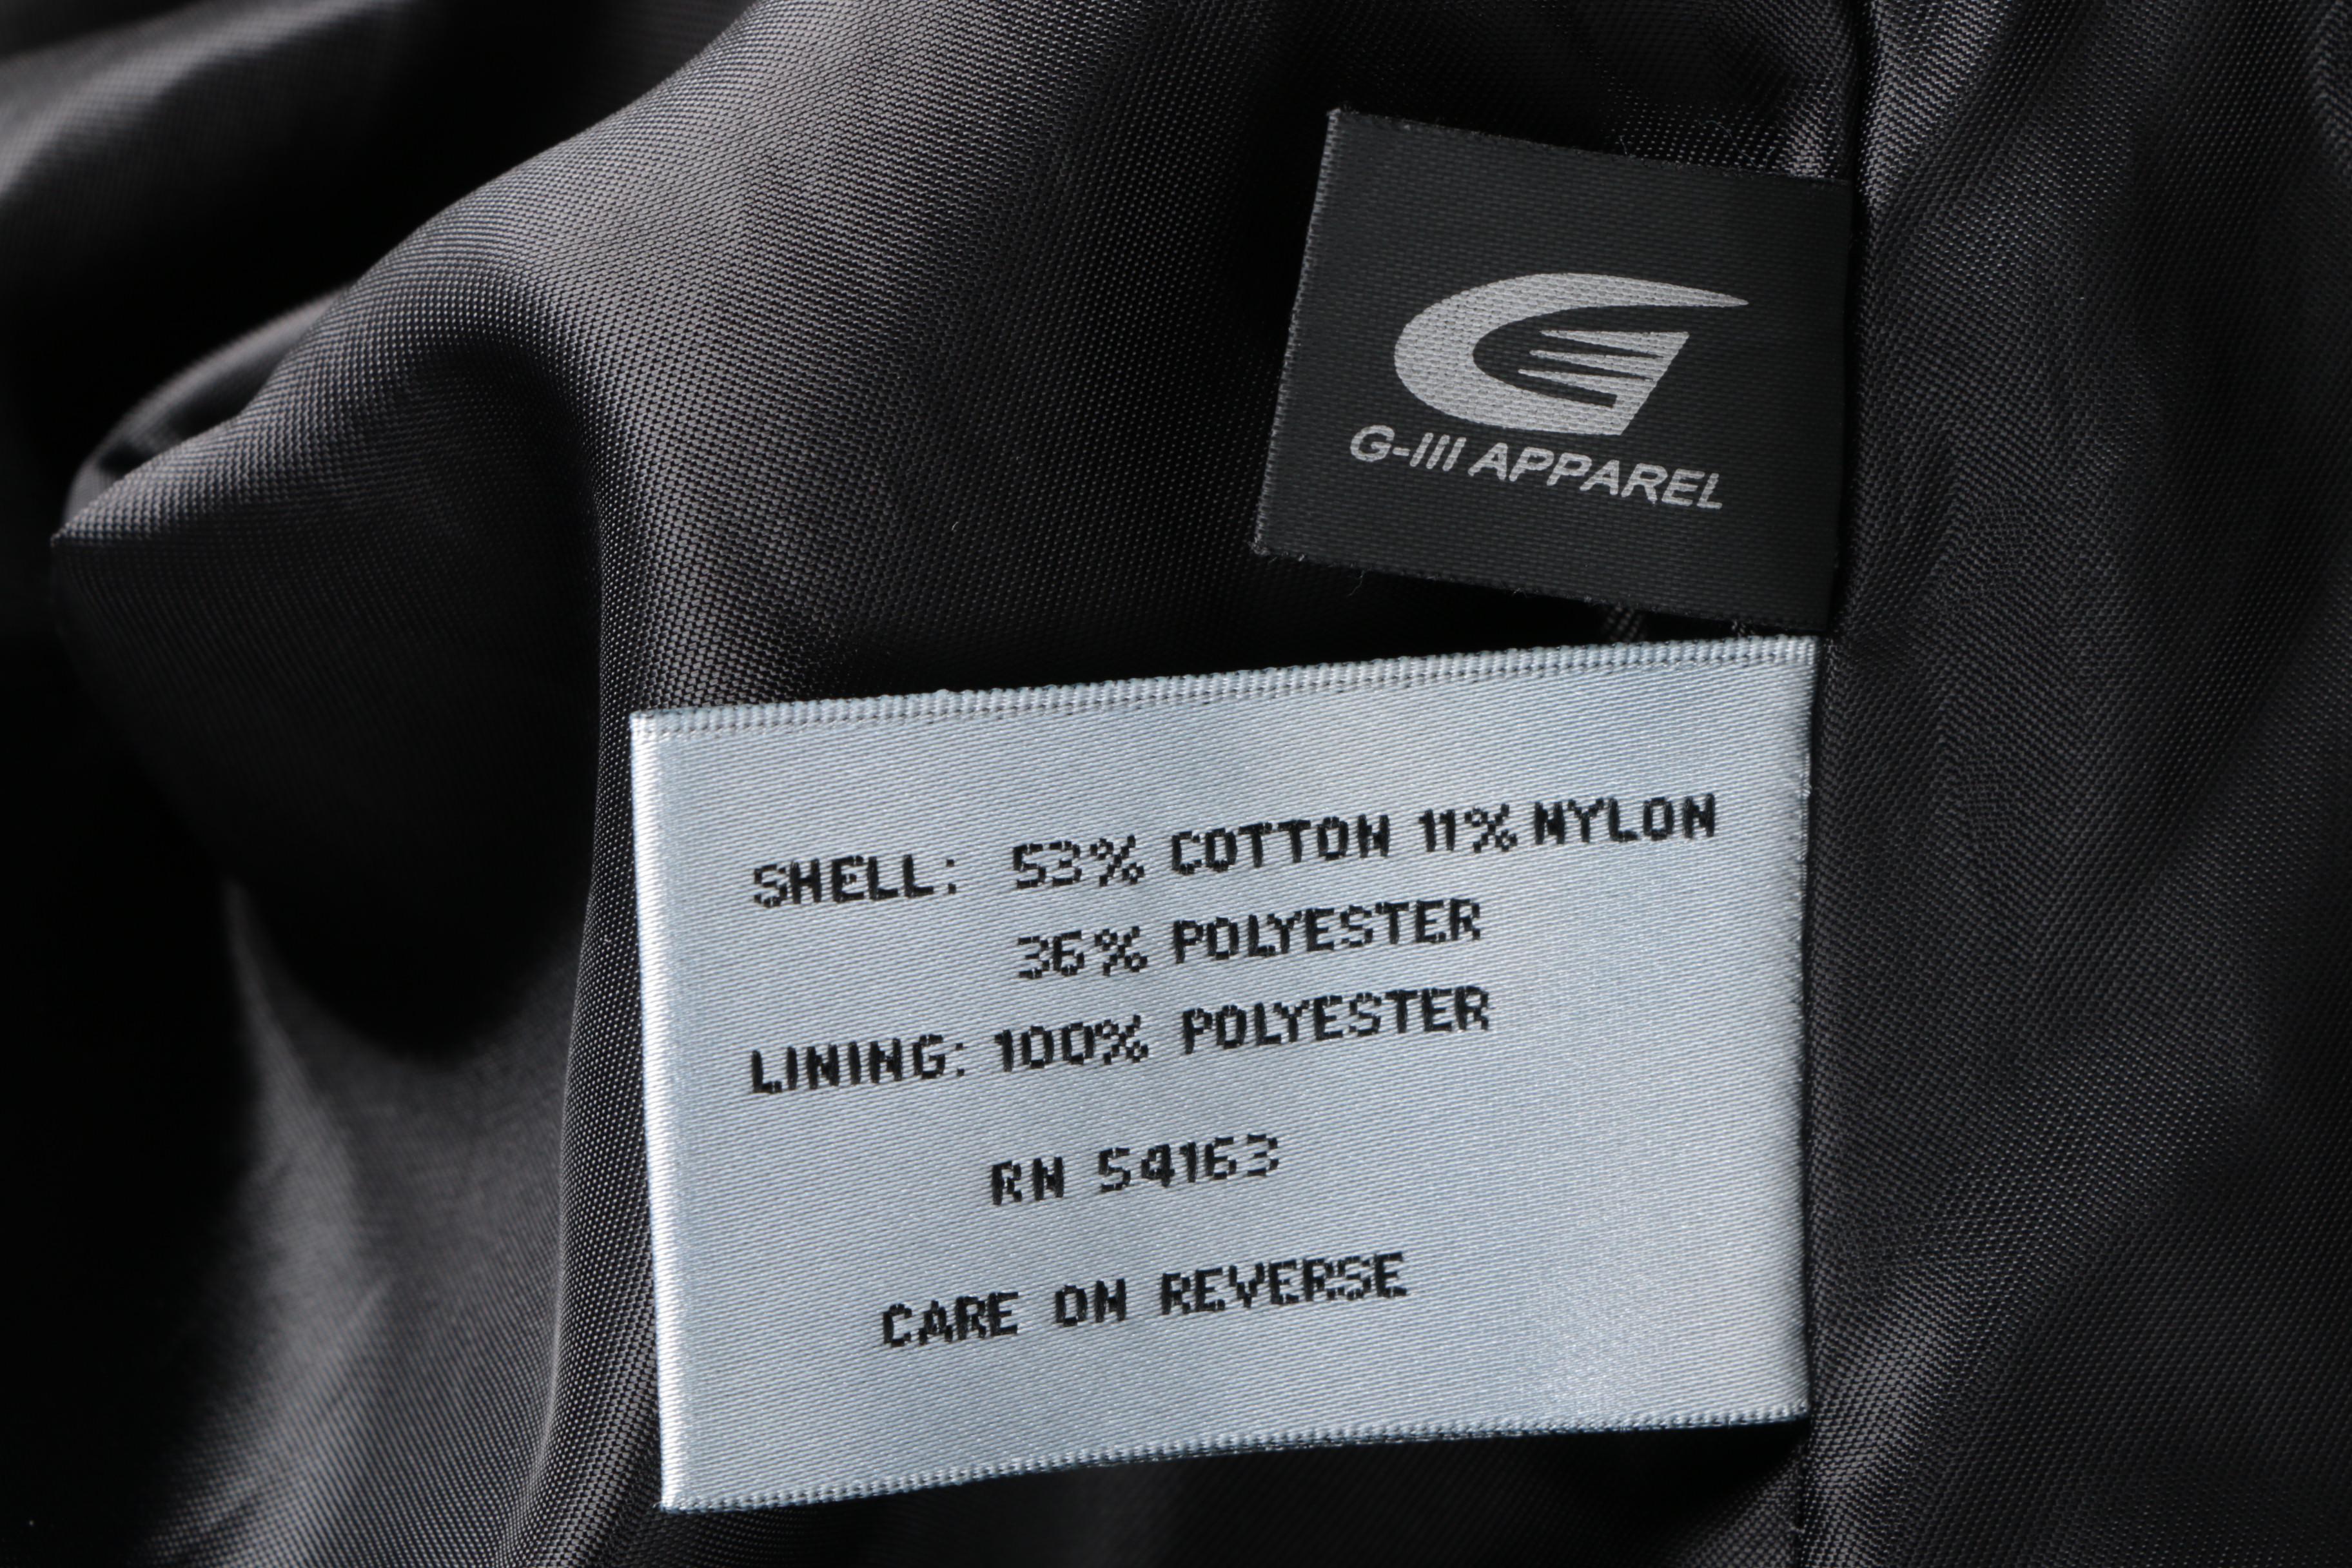 G-III APPAREL
SHELL: 53% COTTON 11% NYLON
36% POLYESTER
LINING: 100% POLYESTER
RN 54163
CARE ON REVERSE